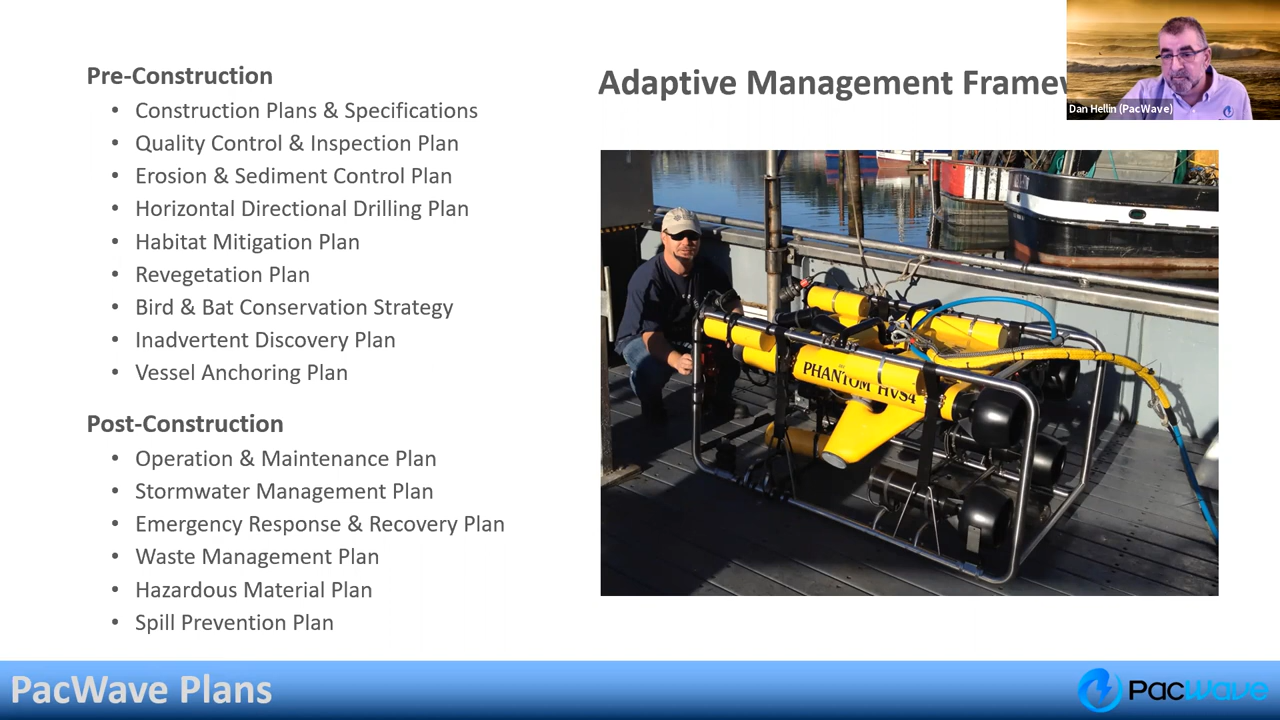 Pre-Construction
• Construction Plans & Specifications
• Quality Control & Inspection Plan
• Erosion & Sediment Control Plan
• Horizontal Directional Drilling Plan
• Habitat Mitigation Plan
• Revegetation Plan
• Bird & Bat Conservation Strategy
• Inadvertent Discovery Plan
• Vessel Anchoring Plan
Post-Construction
• Operation & Maintenance Plan
• Stormwater Management Plan
• Emergency Response & Recovery Plan
• Waste Management Plan
• Hazardous Material Plan
• Spill Prevention Plan
Adaptive Management Framew
Dan Hellin (PacWave)
PHANTOM HVS4
PacWave Plans
PacWave